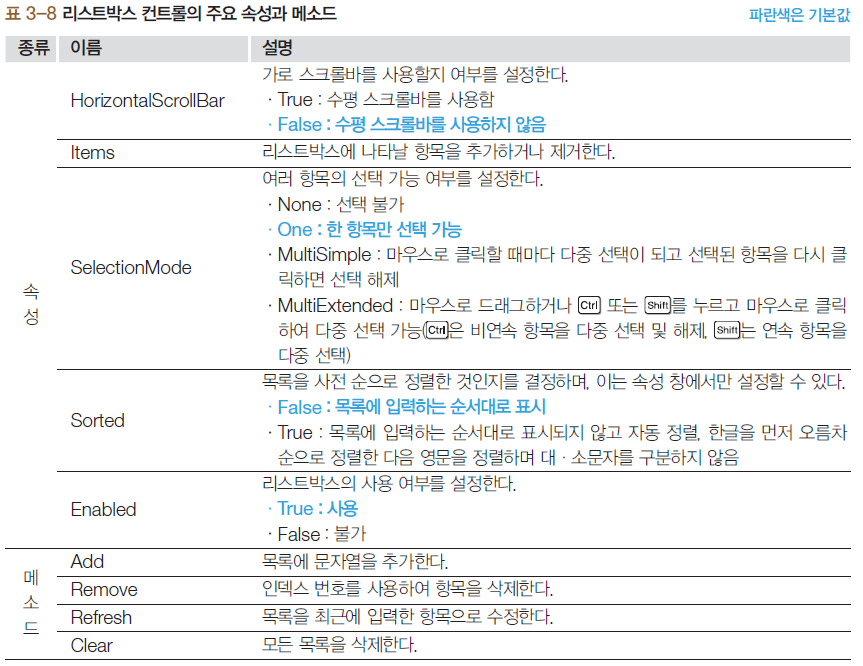 표 3-8 리스트박스 컨트롤의 주요 속성과 메소드
파란색은 기본값
종류 이름 설명
속성
HorizontalScrollBar
가로 스크롤바를 사용할지 여부를 설정한다.
· True : 수평 스크롤바를 사용함
· False : 수평 스크롤바를 사용하지 않음
Items 리스트박스에 나타날 항목을 추가하거나 제거한다.
SelectionMode
여러 항목의 선택 가능 여부를 설정한다.
· None : 선택 불가
· One : 한 항목만 선택 가능
· MultiSimple : 마우스로 클릭할 때마다 다중 선택이 되고 선택된 항목을 다시 클
릭하면 선택 해제
· MultiExtended : 마우스로 드래그하거나 Ctrl 또는 Shift를 누르고 마우스로 클릭
하여 다중 선택 가능(Ctrl은 비연속 항목을 다중 선택 및 해제, Shift는 연속 항목을
다중 선택)
Sorted
목록을 사전 순으로 정렬한 것인지를 결정하며, 이는 속성 창에서만 설정할 수 있다.
· False : 목록에 입력하는 순서대로 표시
· True : 목록에 입력하는 순서대로 표시되지 않고 자동 정렬, 한글을 먼저 오름차
순으로 정렬한 다음 영문을 정렬하며 대 · 소문자를 구분하지 않음
Enabled
리스트박스의 사용 여부를 설정한다.
· True : 사용
· False : 불가
메소드
Add 목록에 문자열을 추가한다.
Remove 인덱스 번호를 사용하여 항목을 삭제한다.
Refresh 목록을 최근에 입력한 항목으로 수정한다.
Clear 모든 목록을 삭제한다.